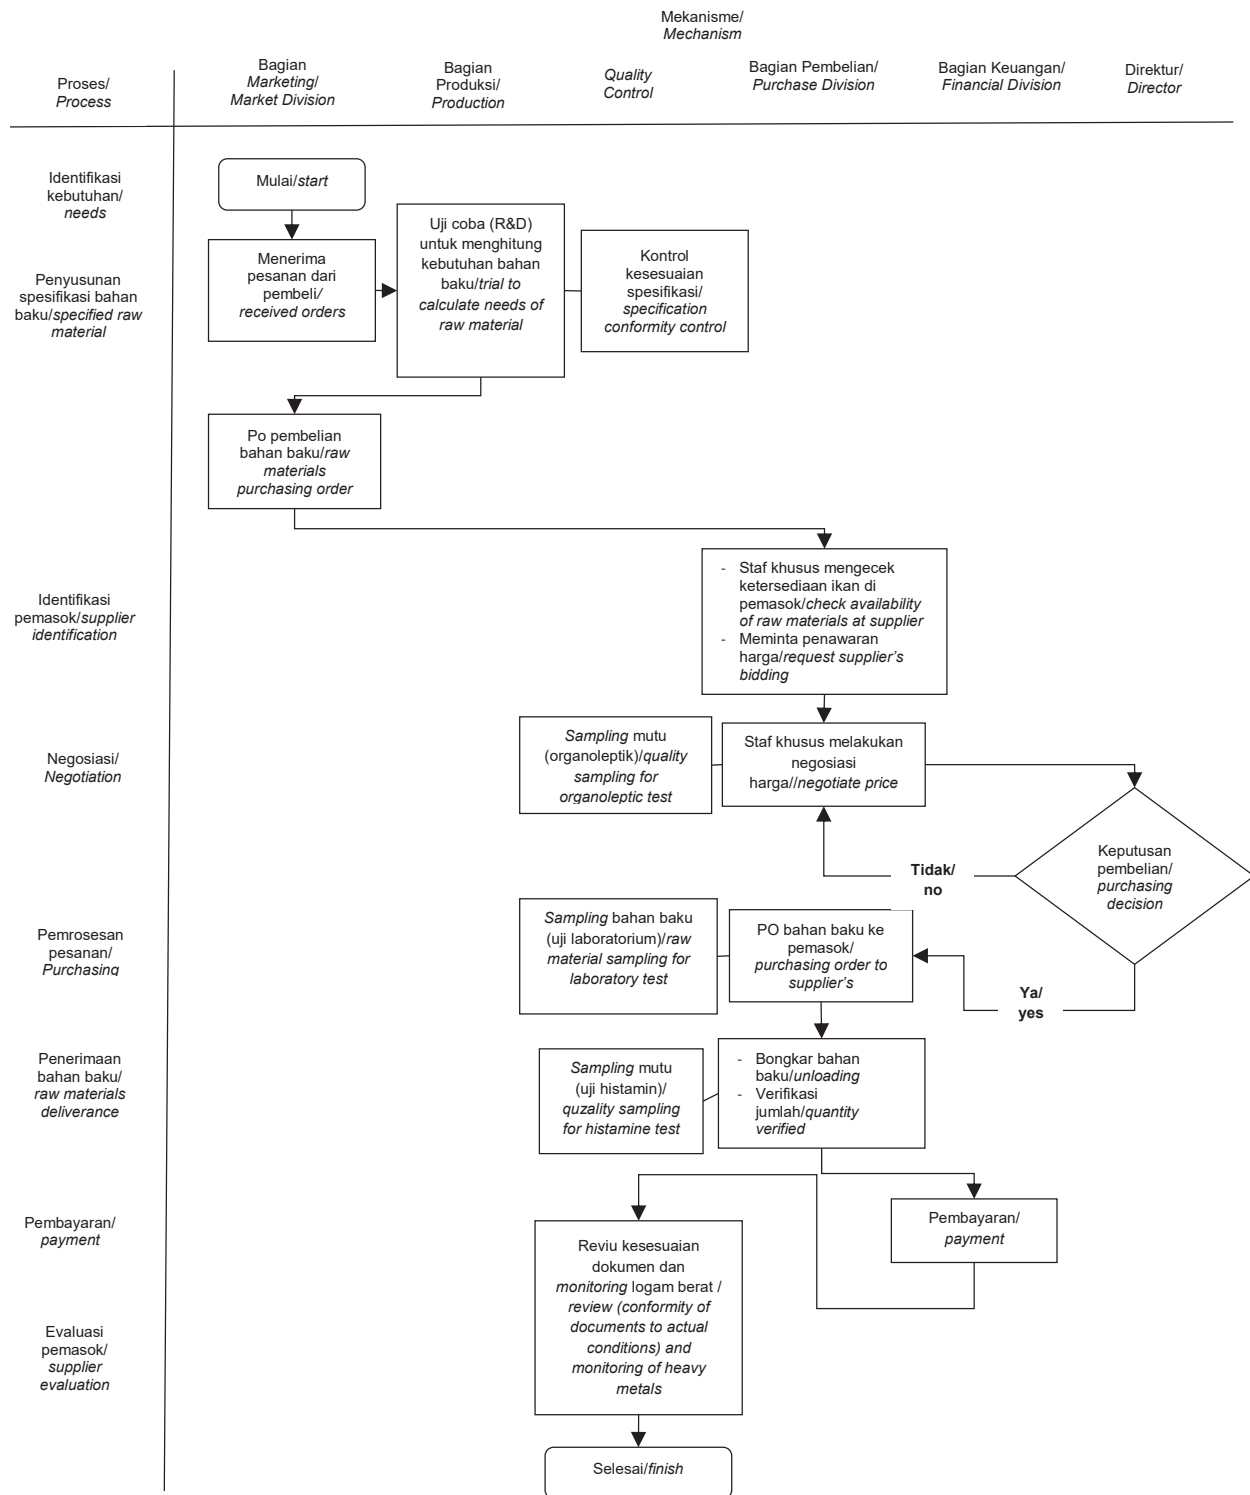 Mekanisme/
Mechanism
Proses/
Process
Bagian
Marketing/
Market Division
Bagian
Produksi/
Production
Quality
Control
Bagian Pembelian/
Purchase Division
Bagian Keuangan/
Financial Division
Direktur/
Director
Identifikasi
kebutuhan/
needs
Mulai/start
Penyusunan
spesifikasi bahan
baku/specified raw
material
Menerima
pesanan dari
pembeli/
received orders
Uji coba (R&D)
untuk menghitung
kebutuhan bahan
baku/trial to
calculate needs of
raw material
Kontrol
kesesuaian
spesifikasi/
specification
conformity control
Po pembelian
bahan baku/raw
materials
purchasing order
Identifikasi
pemasok/supplier
identification
- Staf khusus mengecek
ketersediaan ikan di
pemasok/check availability
of raw materials at supplier
- Meminta penawaran
harga/request supplier's
bidding
Negosiasi/
Negotiation
Sampling mutu
(organoleptik)/quality
sampling for
organoleptic test
Staf khusus melakukan
negosiasi
harga//negotiate price
Keputusan
pembelian/
purchasing
decision
Tidak/
no
Pemrosesan
pesanan/
Purchasing
Sampling bahan baku
(uji laboratorium)/raw
material sampling for
laboratory test
PO bahan baku ke
pemasok/
purchasing order to
supplier's
Ya/
yes
Penerimaan
bahan baku/
raw materials
deliverance
Sampling mutu
(uji histamin)/
quzality sampling
for histamine test
- Bongkar bahan
baku/unloading
- Verifikasi
jumlah/quantity
verified
Pembayaran/
payment
Pembayaran/
payment
Evaluasi
pemasok/
supplier
evaluation
Reviu kesesuaian
dokumen dan
monitoring logam berat /
review (conformity of
documents to actual
conditions) and
monitoring of heavy
metals
Selesai/finish